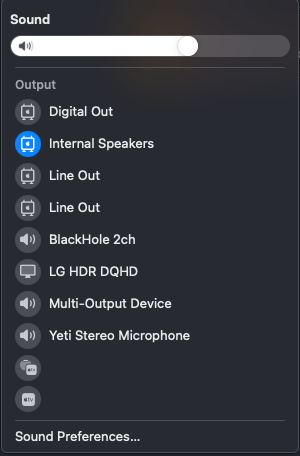 Sound
Output
Digital Out
Internal Speakers
Line Out
Line Out
BlackHole 2ch
LG HDR DQHD
Multi-Output Device
Yeti Stereo Microphone
tv
tv
Sound Preferences...